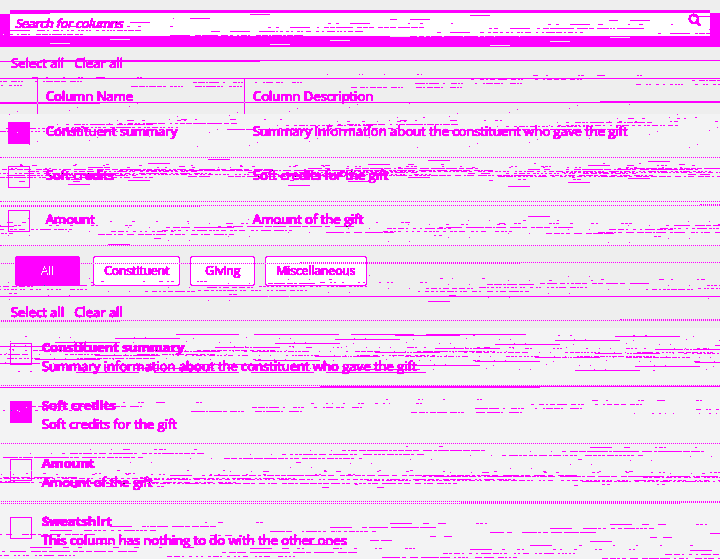 Search for columns
Select all Clear all
Column Name Column Description
Constituent summary Summary information about the constituent who gave the gift
Soft credits Soft credits for the gift
Amount Amount of the gift
All Constituent Giving Miscellaneous
Select all Clear all
Constituent summary
Summary information about the constituent who gave the gift
Soft credits
Soft credits for the gift
Amount
Amount of the gift
Sweatshirt
This column has nothing to do with the other ones